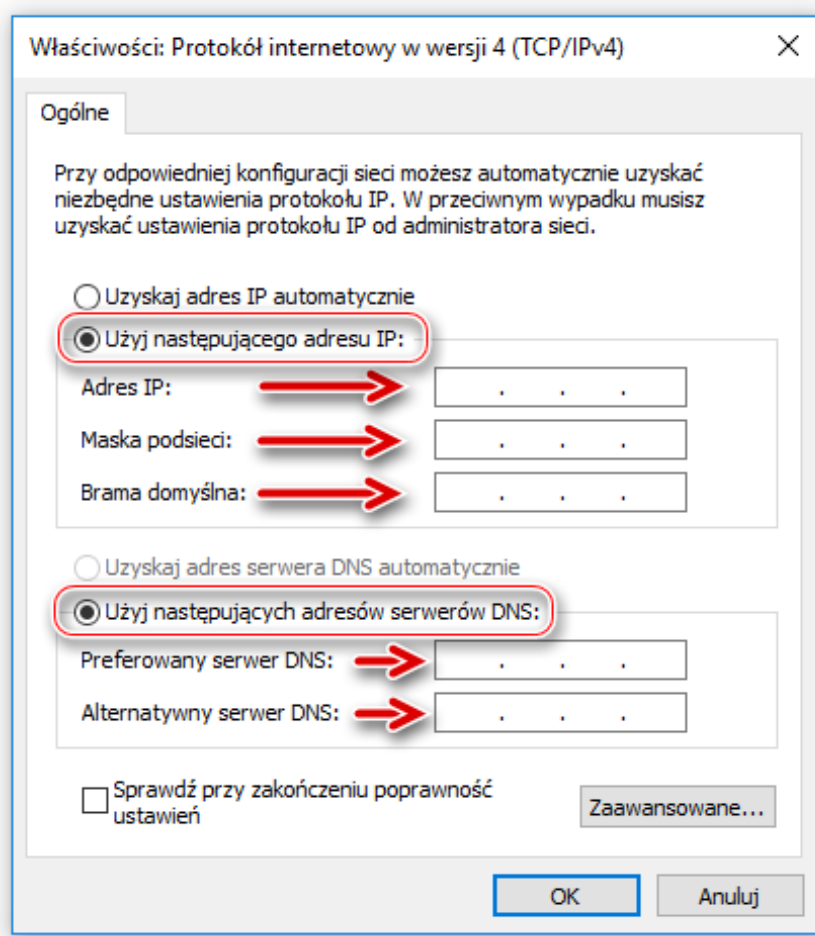 Właściwości: Protokół internetowy w wersji 4 (TCP/IPv4)
Ogólne
Przy odpowiedniej konfiguracji sieci możesz automatycznie uzyskać
niezbędne ustawienia protokołu IP. W przeciwnym wypadku musisz
uzyskać ustawienia protokołu IP od administratora sieci.
Uzyskaj adres IP automatycznie
Użyj następującego adresu IP:
Adres IP: . . .
Maska podsieci: . . .
Brama domyślna: . . .
Uzyskaj adres serwera DNS automatycznie
Użyj następujących adresów serwerów DNS:
Preferowany serwer DNS: . . .
Alternatywny serwer DNS: . . .
Sprawdź przy zakończeniu poprawność
ustawień
Zaawansowane...
OK Anuluj